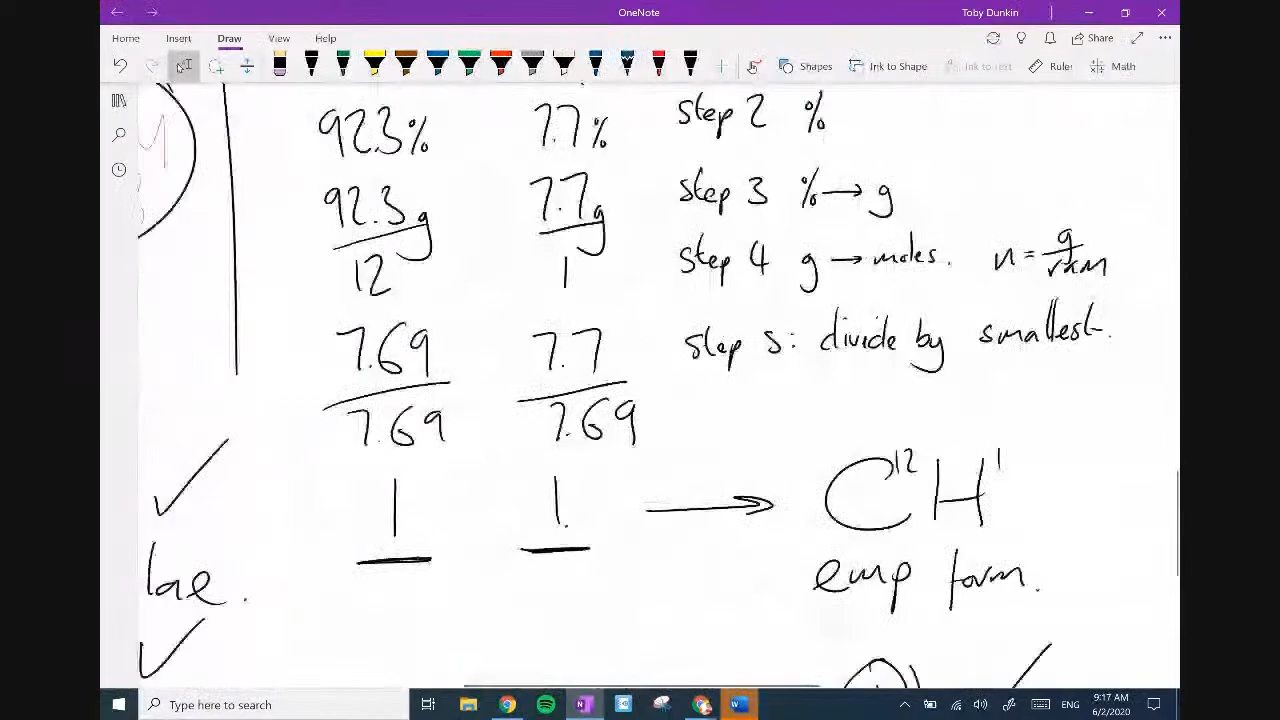 OneNote
Toby Dunkin
Home Insert Draw View Help
Share
Shapes Ink to Shape Ink to Text Ruler Math
92.3% 7.7% step 2 %
92.3g 7.7g step 3 % → g
12 1 step 4 g → moles. n = g
ram
7.69 7.7 step 5: divide by smallest.
7.69 7.69
1 1. → C12 H1
lae. emp form.
Type here to search
9:17 AM
6/2/2020